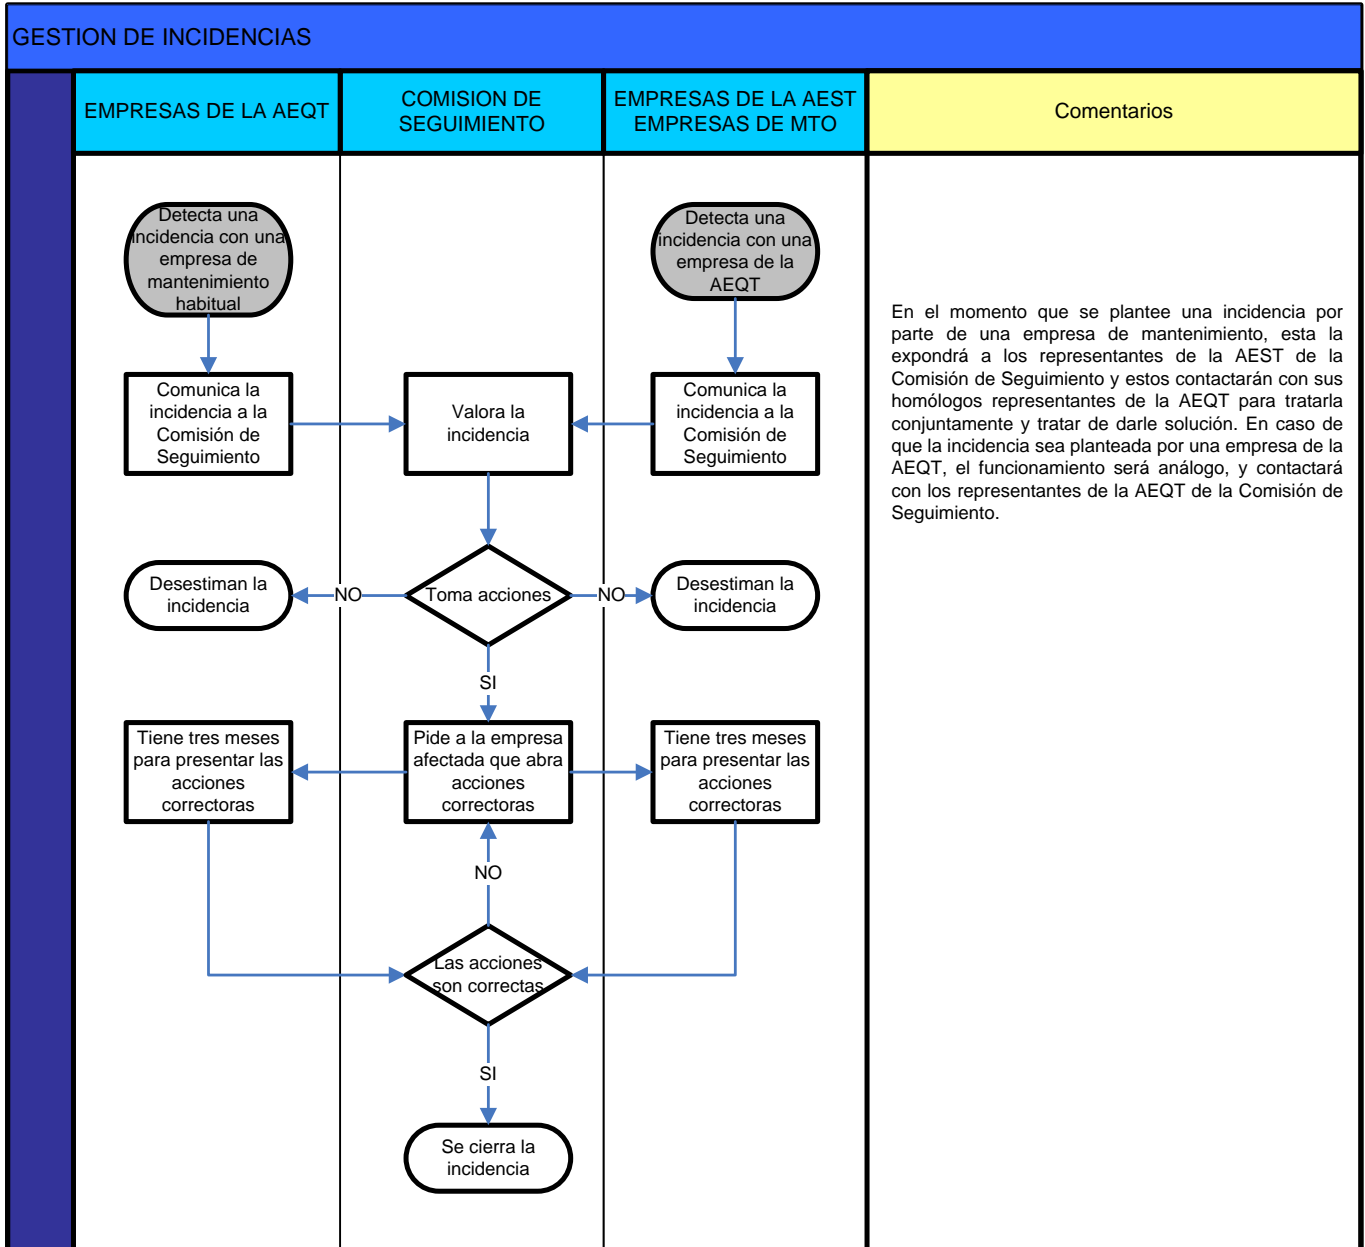 GESTION DE INCIDENCIAS
EMPRESAS DE LA AEQT
COMISION DE
SEGUIMIENTO
EMPRESAS DE LA AEST
EMPRESAS DE MTO
Comentarios
Detecta una
incidencia con una
empresa de
mantenimiento
habitual
Detecta una
incidencia con una
empresa de la
AEQT
En el momento que se plantee una incidencia por
parte de una empresa de mantenimiento, esta la
expondrá a los representantes de la AEST de la
Comisión de Seguimiento y estos contactarán con sus
homólogos representantes de la AEQT para tratarla
conjuntamente y tratar de darle solución. En caso de
que la incidencia sea planteada por una empresa de la
AEQT, el funcionamiento será análogo, y contactará
con los representantes de la AEQT de la Comisión de
Seguimiento.
Comunica la
incidencia a la
Comisión de
Seguimiento
Valora la
incidencia
Comunica la
incidencia a la
Comisión de
Seguimiento
Desestiman la
incidencia
NO
Toma acciones
NO
Desestiman la
incidencia
SI
Tiene tres meses
para presentar las
acciones
correctoras
Pide a la empresa
afectada que abra
acciones
correctoras
Tiene tres meses
para presentar las
acciones
correctoras
NO
Las acciones
son correctas
SI
Se cierra la
incidencia